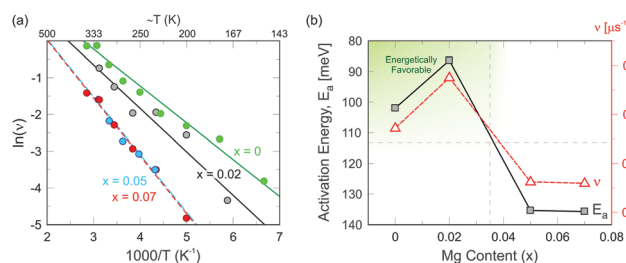 (a)
~T (K)
500 333 250 200 167 143
-1
-2
-3
-4
-5
ln(ν)
x = 0
x = 0.02
x = 0.05
x = 0.07
2 3 4 5 6 7
1000/T (K⁻¹)
(b)
ν [μs⁻¹
80
90
100
110
120
130
140
Activation Energy, Eₐ [meV]
Energetically
Favorable
ν
Eₐ
0 0.02 0.04 0.06 0.08
Mg Content (x)